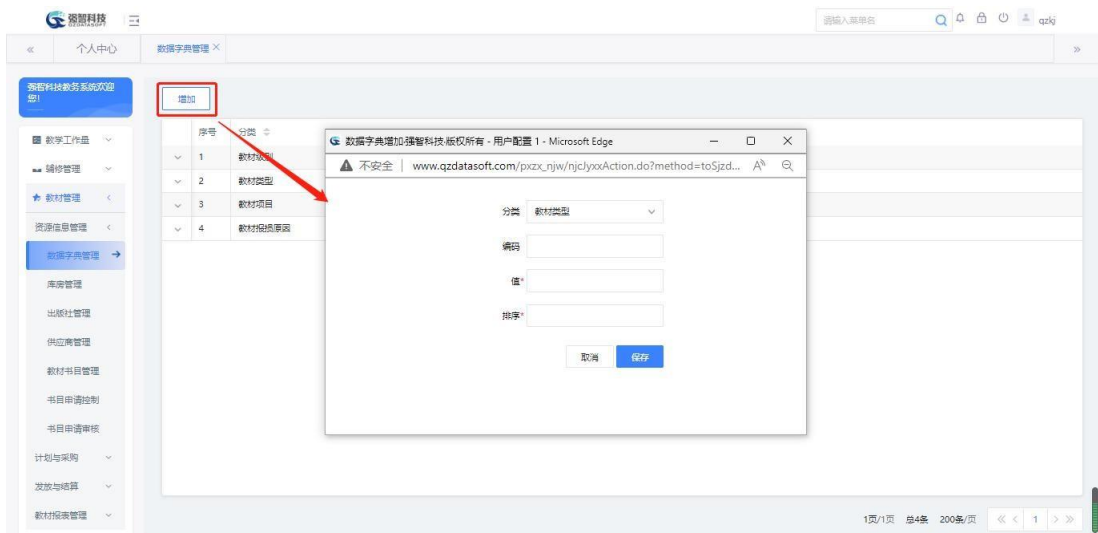 强智科技
QZDATASOFT
请输入菜单名
qzkj
个人中心
数据字典管理
强智科技教务系统欢迎
您!
增加
序号 分类
1 教材级别
2 教材类型
3 教材项目
4 教材报损原因
教学工作量
辅修管理
教材管理
资源信息管理
数据字典管理
库房管理
出版社管理
供应商管理
教材书目管理
书目申请控制
书目申请审核
计划与采购
发放与结算
教材报表管理
数据字典增加-强智科技-版权所有 - 用户配置 1 - Microsoft Edge
不安全 | www.qzdatasoft.com/pxzx_njw/njcJyxxAction.do?method=toSjzd...
分类 教材类型
编码
值*
排序*
取消 保存
1页/1页 总4条 200条/页 1